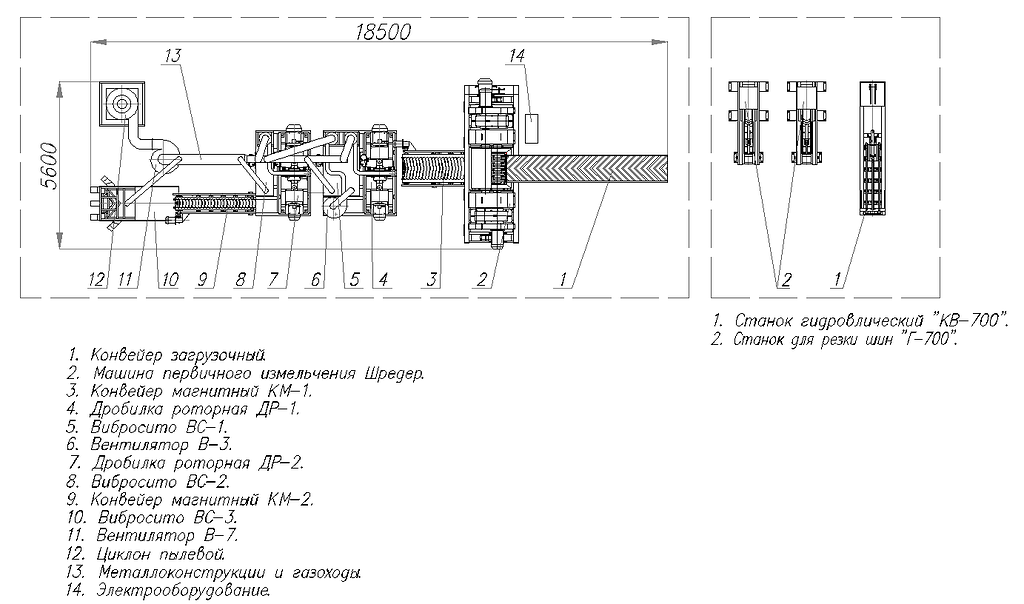 18500
13
14
5600
12
11
10
9
8
7
6
5
4
3
2
1
2
1
1. Станок гидровлический "КВ-700".
2. Станок для резки шин "Г-700".
1. Конвейер загрузочный.
2. Машина первичного измельчения Шредер.
3. Конвейер магнитный КМ-1.
4. Дробилка роторная ДР-1.
5. Вибросито ВС-1.
6. Вентилятор В-3.
7. Дробилка роторная ДР-2.
8. Вибросито ВС-2.
9. Конвейер магнитный КМ-2.
10. Вибросито ВС-3.
11. Вентилятор В-7.
12. Циклон пылевой.
13. Металлоконструкции и газоходы.
14. Электрооборудование.